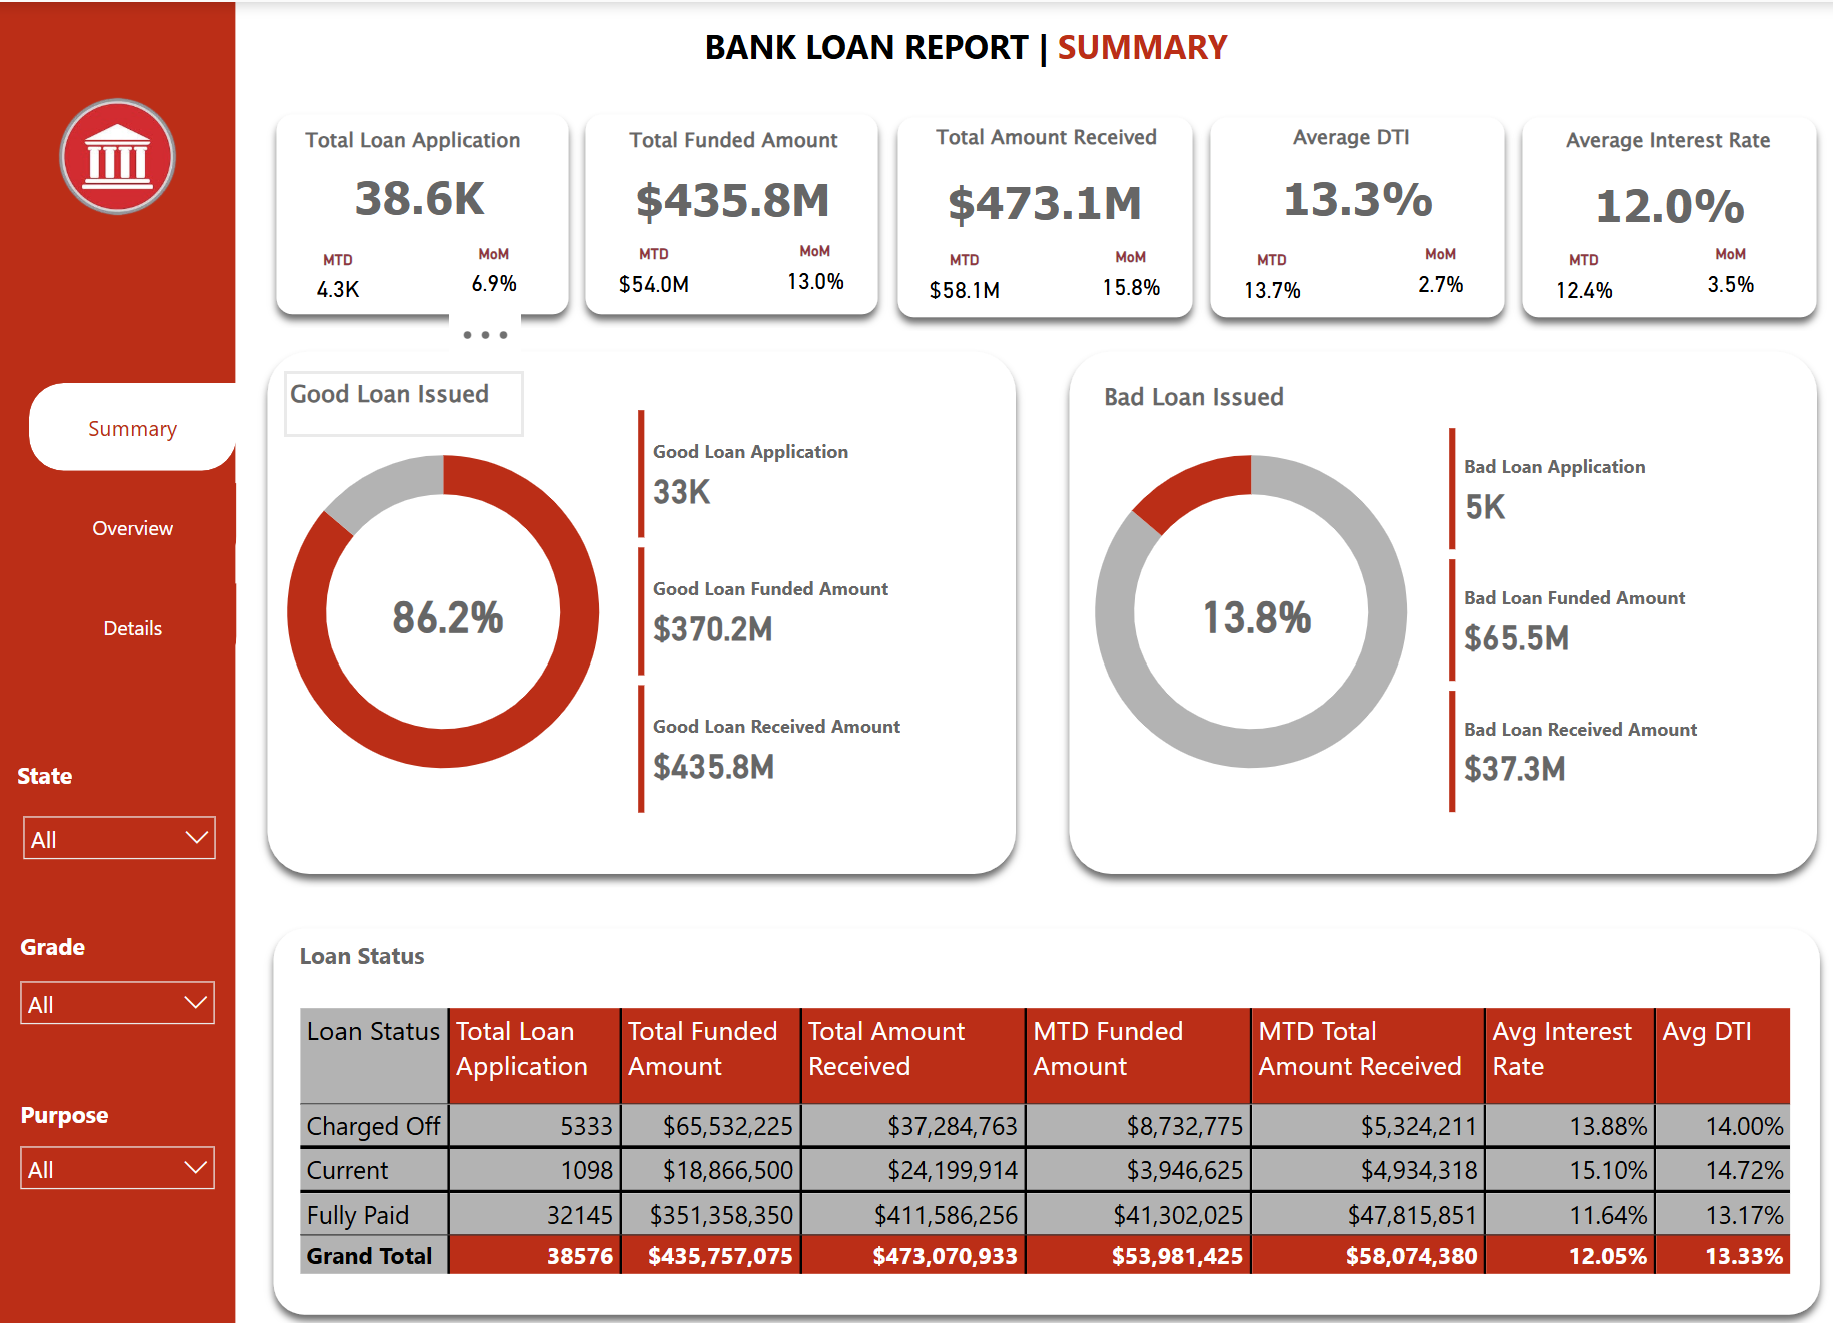 BANK LOAN REPORT | SUMMARY
Total Loan Application
38.6K
MTD
4.3K
MoM
6.9%
Total Funded Amount
$435.8M
MTD
$54.0M
MoM
13.0%
Total Amount Received
$473.1M
MTD
$58.1M
MoM
15.8%
Average DTI
13.3%
MTD
13.7%
MoM
2.7%
Average Interest Rate
12.0%
MTD
12.4%
MoM
3.5%
Summary
Overview
Details
State
All
Grade
All
Purpose
All
Good Loan Issued
86.2%
Good Loan Application
33K
Good Loan Funded Amount
$370.2M
Good Loan Received Amount
$435.8M
Bad Loan Issued
13.8%
Bad Loan Application
5K
Bad Loan Funded Amount
$65.5M
Bad Loan Received Amount
$37.3M
Loan Status
Loan Status Total Loan Application Total Funded Amount Total Amount Received MTD Funded Amount MTD Total Amount Received Avg Interest Rate Avg DTI
Charged Off 5333 $65,532,225 $37,284,763 $8,732,775 $5,324,211 13.88% 14.00%
Current 1098 $18,866,500 $24,199,914 $3,946,625 $4,934,318 15.10% 14.72%
Fully Paid 32145 $351,358,350 $411,586,256 $41,302,025 $47,815,851 11.64% 13.17%
Grand Total 38576 $435,757,075 $473,070,933 $53,981,425 $58,074,380 12.05% 13.33%